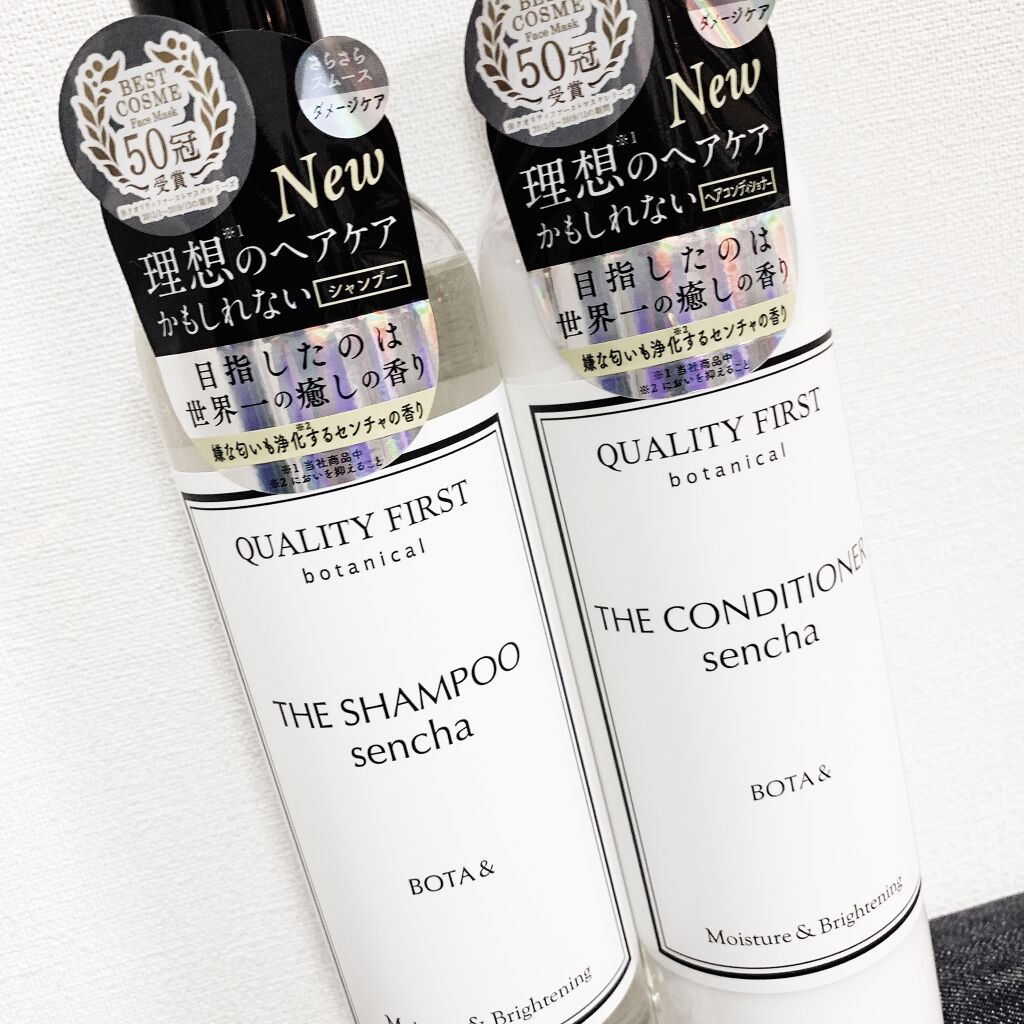 BEST
COSME
Face Mask
50冠
受賞
さらさら
ダメージケア
New
理想※1のヘアケア
かもしれない シャンプー
目指したのは
世界一の癒しの香り
嫌な匂いも浄化※2するセンチャの香り
※1 当社商品中
※2 においを抑えること
QUALITY FIRST
botanical
THE SHAMPOO
sencha
BOTA &
Moisture & Brightening
BEST
COSME
Face Mask
50冠
受賞
ダメージケア
New
理想※1のヘアケア
かもしれない ヘアコンディショナー
目指したのは
世界一の癒しの香り
嫌な匂いも浄化※2するセンチャの香り
※1 当社商品中
※2 においを抑えること
QUALITY FIRST
botanical
THE CONDITIONER
sencha
BOTA &
Moisture & Brightening